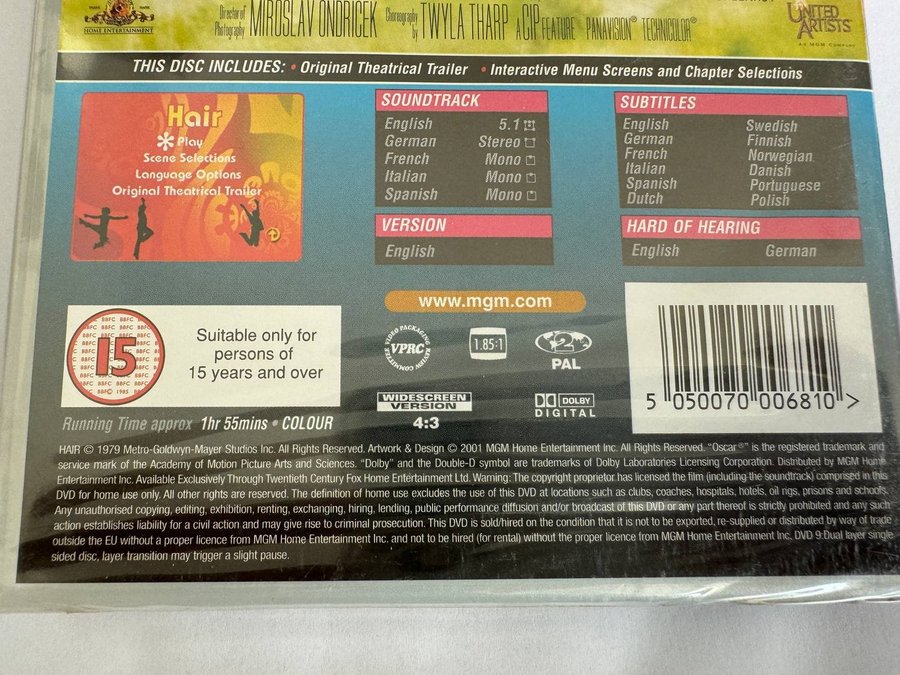 HOME ENTERTAINMENT
Director of Photography MIROSLAV ONDRICEK Choreography by TWYLA THARP A CIP FEATURE PANAVISION® TECHNICOLOR®
UNITED ARTISTS
AN MGM COMPANY
THIS DISC INCLUDES: • Original Theatrical Trailer • Interactive Menu Screens and Chapter Selections
Hair
Play
Scene Selections
Language Options
Original Theatrical Trailer
SOUNDTRACK
English 5.1
German Stereo
French Mono
Italian Mono
Spanish Mono
VERSION
English
SUBTITLES
English Swedish
German Finnish
French Norwegian
Italian Danish
Spanish Portuguese
Dutch Polish
HARD OF HEARING
English German
www.mgm.com
15
Suitable only for
persons of
15 years and over
VIDEO PACKAGING REVIEW COMMITTEE
VPRC
1.85:1
2
PAL
WIDESCREEN
VERSION
4:3
DOLBY
DIGITAL
5 050070 006810 >
Running Time approx 1hr 55mins • COLOUR
HAIR © 1979 Metro-Goldwyn-Mayer Studios Inc. All Rights Reserved. Artwork & Design © 2001 MGM Home Entertainment Inc. All Rights Reserved. "Oscar®" is the registered trademark and
service mark of the Academy of Motion Picture Arts and Sciences. "Dolby" and the Double-D symbol are trademarks of Dolby Laboratories Licensing Corporation. Distributed by MGM Home
Entertainment Inc. Available Exclusively Through Twentieth Century Fox Home Entertainment Ltd. Warning: The copyright proprietor has licensed the film (including the soundtrack) comprised in this
DVD for home use only. All other rights are reserved. The definition of home use excludes the use of this DVD at locations such as clubs, coaches, hospitals, hotels, oil rigs, prisons and schools.
Any unauthorised copying, editing, exhibition, renting, exchanging, hiring, lending, public performance diffusion and/or broadcast of this DVD or any part thereof is strictly prohibited and any such
action establishes liability for a civil action and may give rise to criminal prosecution. This DVD is sold/hired on the condition that it is not to be exported, re-supplied or distributed by way of trade
outside the EU without a proper licence from MGM Home Entertainment Inc. and not to be hired (for rental) without the proper licence from MGM Home Entertainment Inc. DVD 9:Dual layer single
sided disc, layer transition may trigger a slight pause.